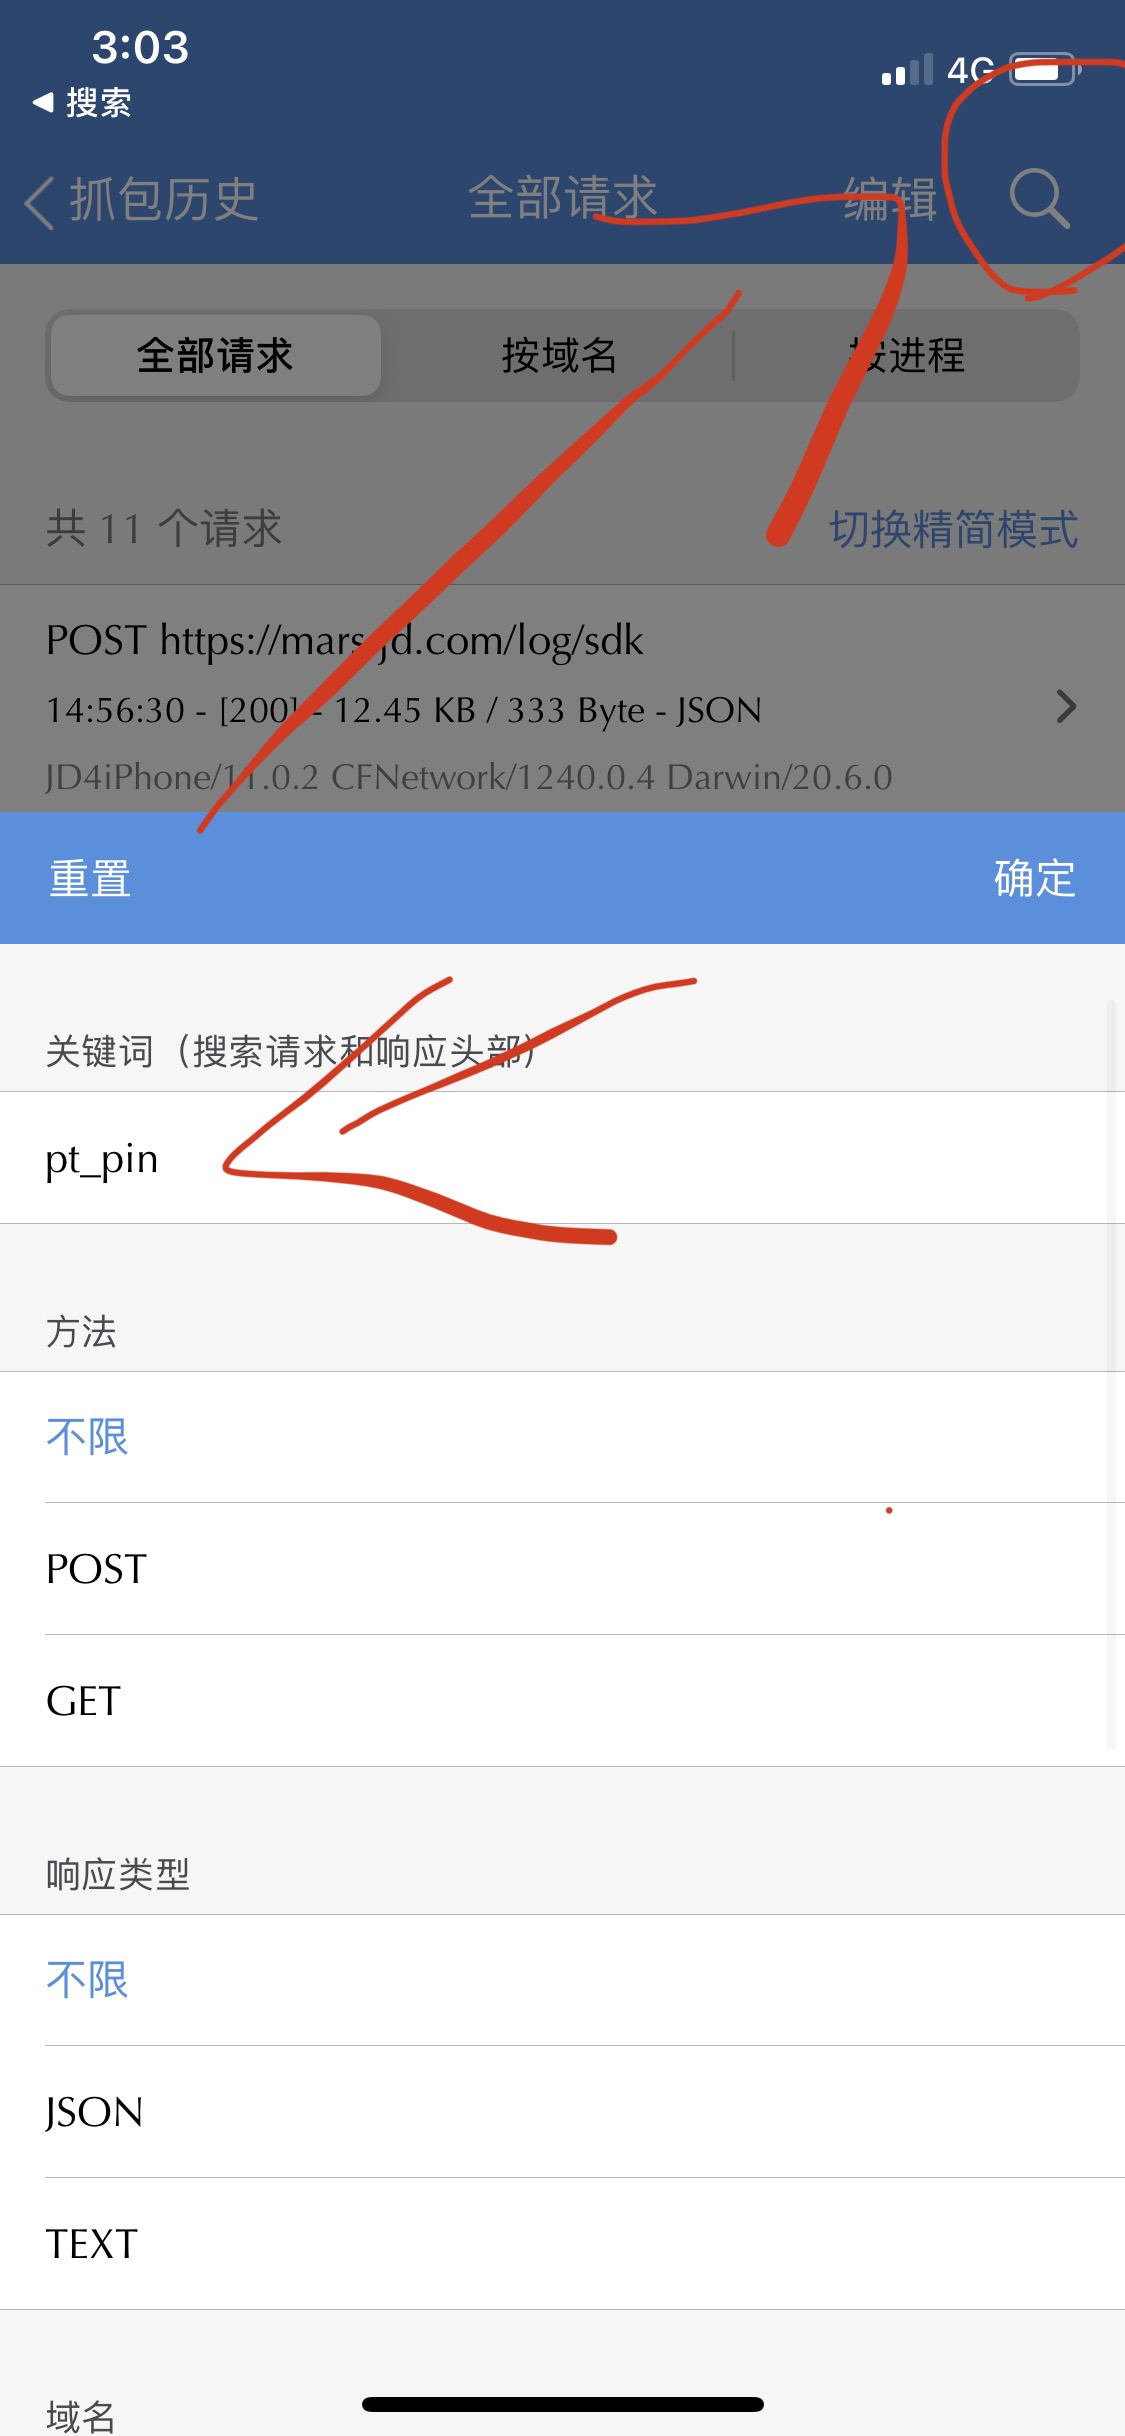 3:03
4G
搜索
抓包历史 全部请求 编辑
全部请求 按域名 按进程
共 11 个请求 切换精简模式
POST https://mars.jd.com/log/sdk
14:56:30 - [200] - 12.45 KB / 333 Byte - JSON
JD4iPhone/11.0.2 CFNetwork/1240.0.4 Darwin/20.6.0
重置 确定
关键词（搜索请求和响应头部）
pt_pin
方法
不限
POST
GET
响应类型
不限
JSON
TEXT
域名